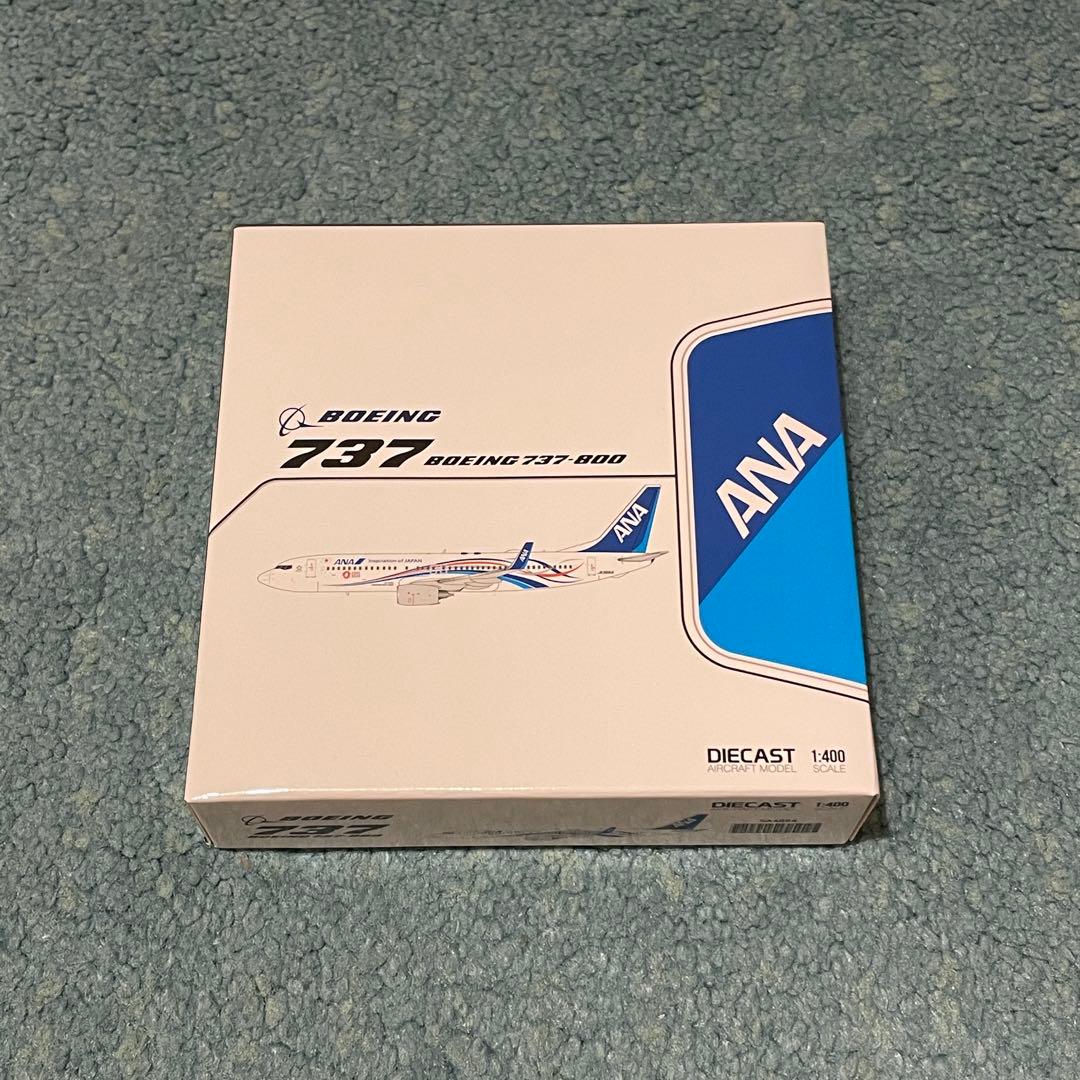 BOEING
737 BOEING 737-800
ANA
ANA
ANA Inspiration of JAPAN
ANA
DIECAST 1:400
AIRCRAFT MODEL SCALE
BOEING
737
DIECAST 1:400